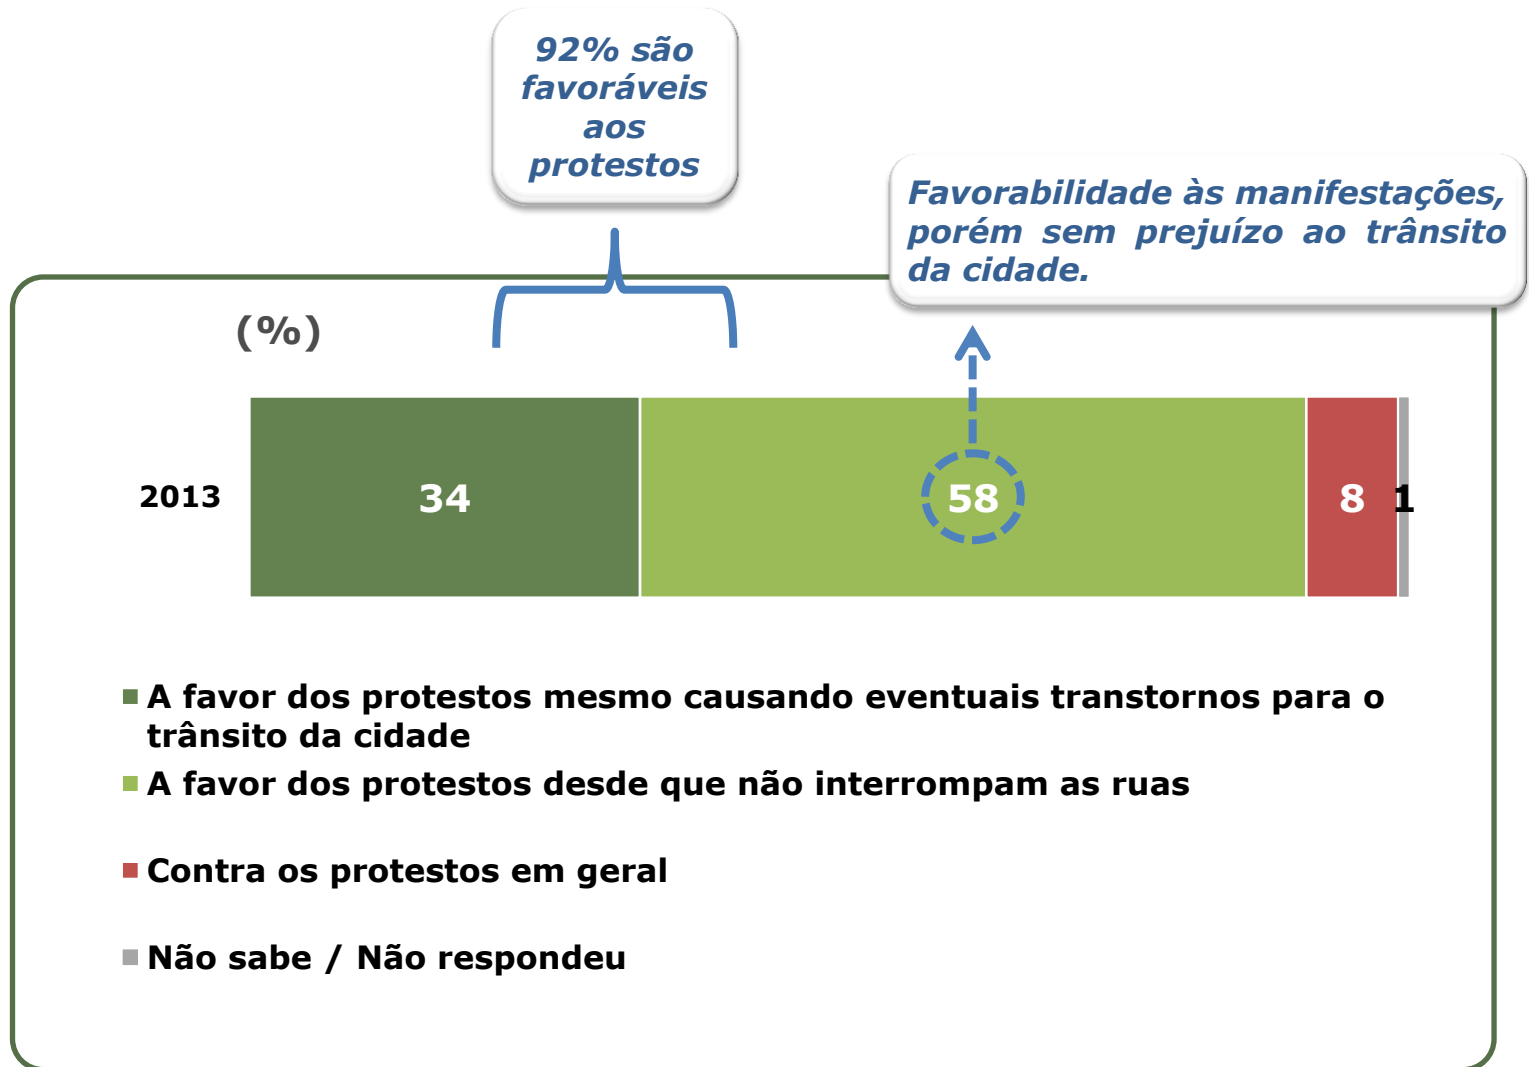 92% são
favoráveis
aos
protestos
Favorabilidade às manifestações,
porém sem prejuízo ao trânsito
da cidade.
(%)
2013
34
58
8
1
A favor dos protestos mesmo causando eventuais transtornos para o
trânsito da cidade
A favor dos protestos desde que não interrompam as ruas
Contra os protestos em geral
Não sabe / Não respondeu